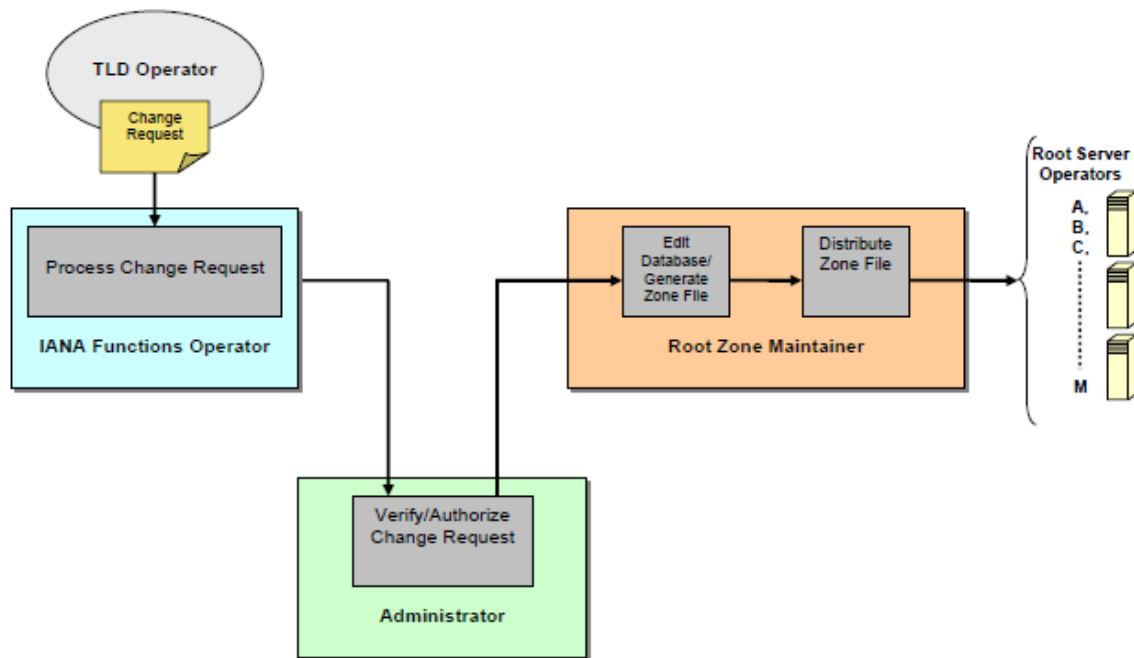 TLD Operator
Change
Request
Process Change Request
IANA Functions Operator
Verify/Authorize
Change Request
Administrator
Edit
Database/
Generate
Zone File
Distribute
Zone File
Root Zone Maintainer
Root Server
Operators
A,
B,
C,
M